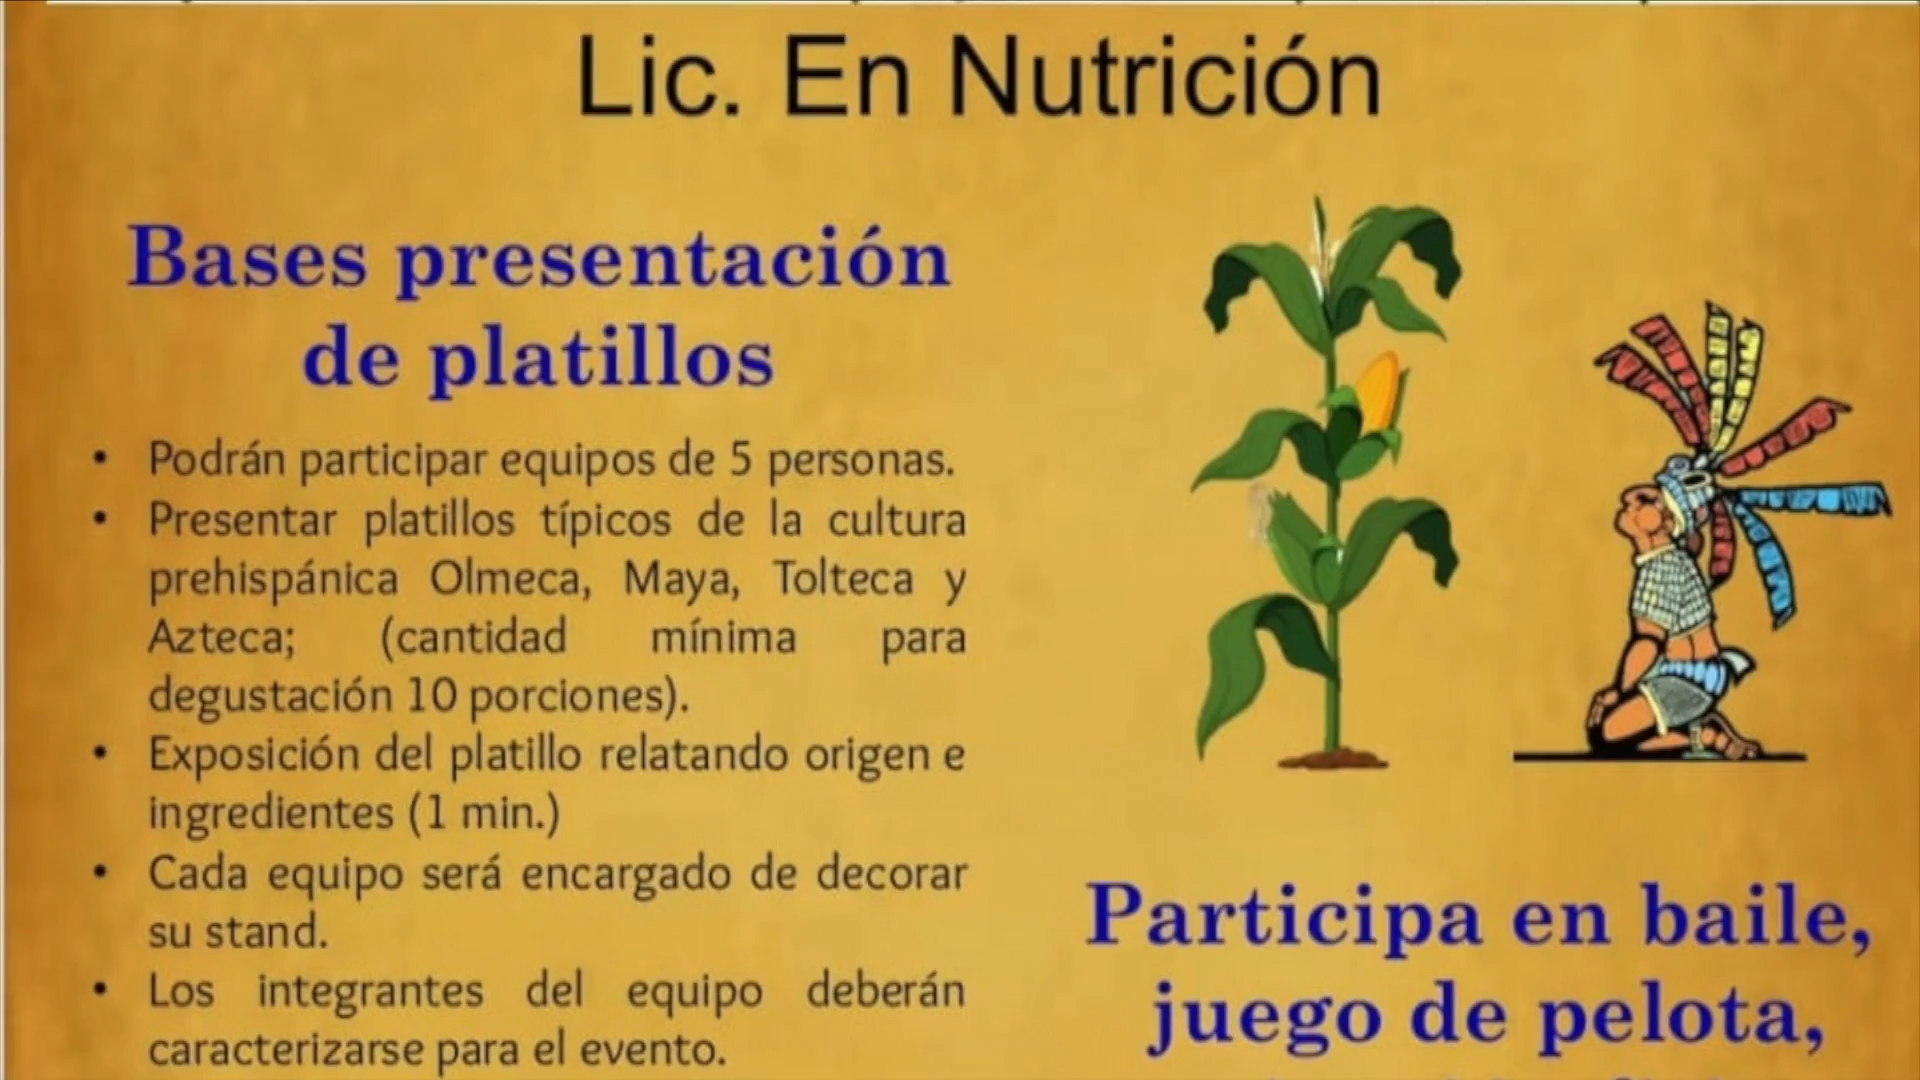 Lic. En Nutrición
Bases presentación
de platillos
• Podrán participar equipos de 5 personas.
• Presentar platillos típicos de la cultura
prehispánica Olmeca, Maya, Tolteca y
Azteca; (cantidad mínima para
degustación 10 porciones).
• Exposición del platillo relatando origen e
ingredientes (1 min.)
• Cada equipo será encargado de decorar
su stand.
• Los integrantes del equipo deberán
caracterizarse para el evento.
Participa en baile,
juego de pelota,